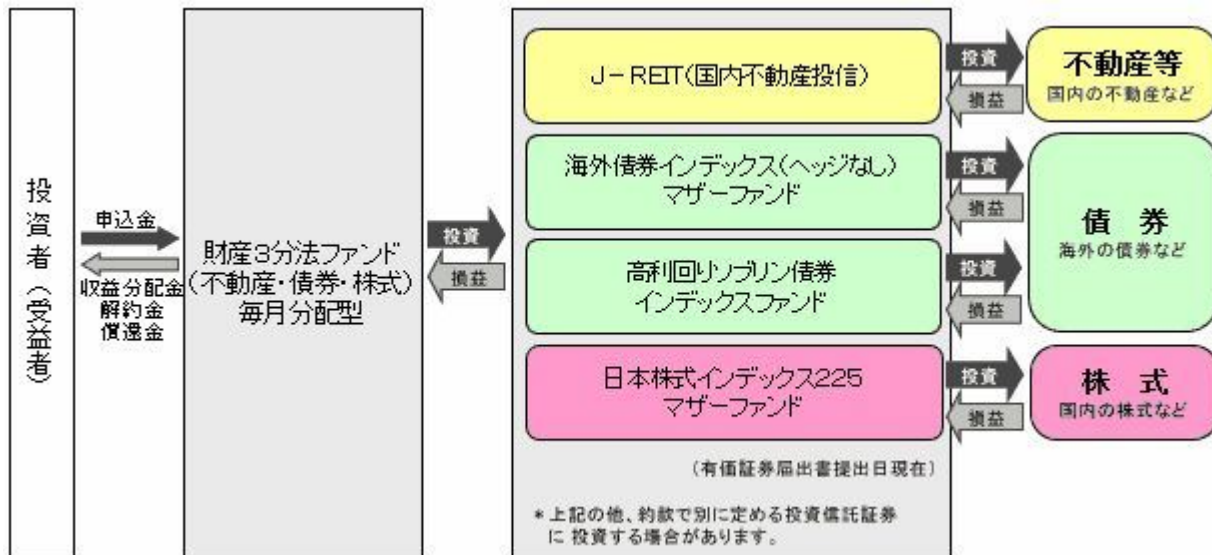 投資者(受益者)
申込金
収益分配金
解約金
償還金
財産3分法ファンド
(不動産・債券・株式)
毎月分配型
投資
損益
J-REIT(国内不動産投信)
投資
損益
不動産等
国内の不動産など
海外債券インデックス(ヘッジなし)
マザーファンド
投資
損益
高利回りソブリン債券
インデックスファンド
投資
損益
債 券
海外の債券など
日本株式インデックス225
マザーファンド
投資
損益
株 式
国内の株式など
(有価証券届出書提出日現在)
* 上記の他、約款で別に定める投資信託証券
に 投資する場合があります。